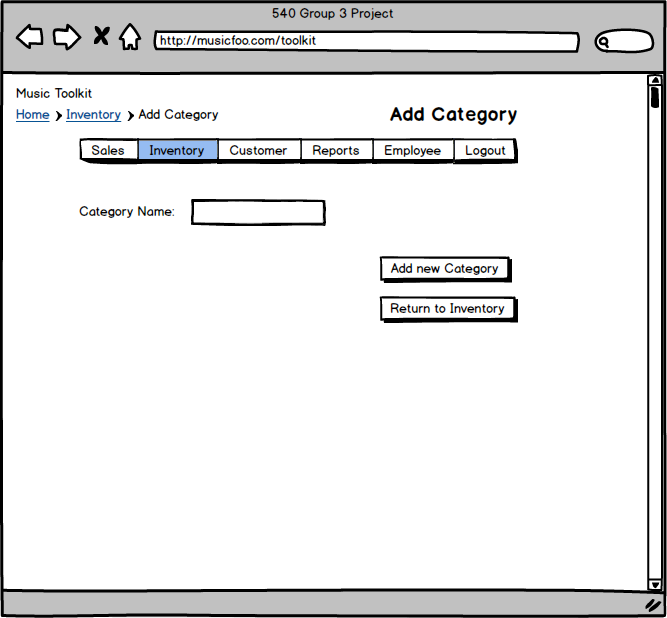 540 Group 3 Project
http://musicfoo.com/toolkit
Music Toolkit
Home Inventory Add Category
Add Category
Sales Inventory Customer Reports Employee Logout
Category Name:
Add new Category
Return to Inventory